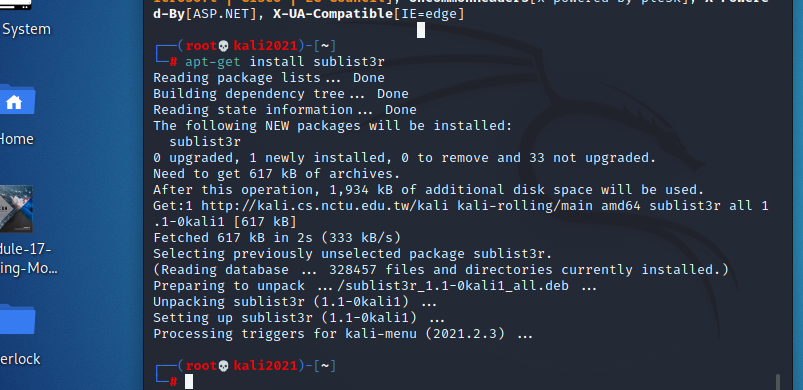 System
Home
dule-17-
ing-Mo...
erlock
-Powere
d-By[ASP.NET], X-UA-Compatible[IE=edge]
┌──(root💀kali2021)-[~]
└─# apt-get install sublist3r
Reading package lists... Done
Building dependency tree... Done
Reading state information... Done
The following NEW packages will be installed:
  sublist3r
0 upgraded, 1 newly installed, 0 to remove and 33 not upgraded.
Need to get 617 kB of archives.
After this operation, 1,934 kB of additional disk space will be used.
Get:1 http://kali.cs.nctu.edu.tw/kali kali-rolling/main amd64 sublist3r all 1
.1-0kali1 [617 kB]
Fetched 617 kB in 2s (333 kB/s)
Selecting previously unselected package sublist3r.
(Reading database ... 328457 files and directories currently installed.)
Preparing to unpack .../sublist3r_1.1-0kali1_all.deb ...
Unpacking sublist3r (1.1-0kali1) ...
Setting up sublist3r (1.1-0kali1) ...
Processing triggers for kali-menu (2021.2.3) ...
┌──(root💀kali2021)-[~]
└─#